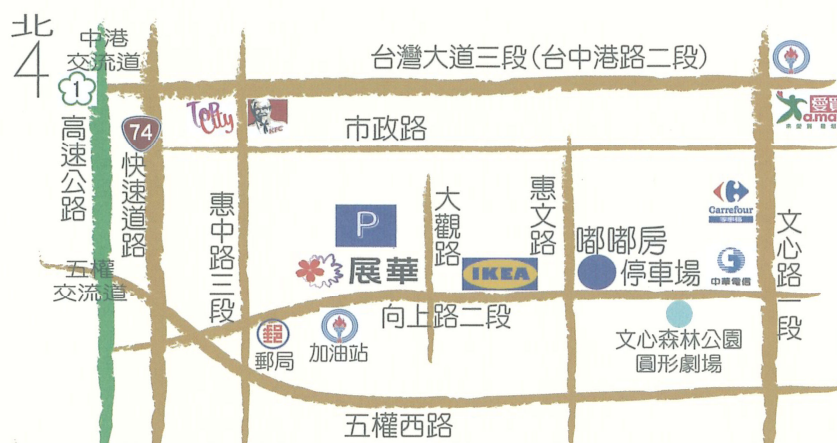 北
4
中港
交流道
台灣大道三段(台中港路二段)
1
高速公路
74
快速道路
Top
City
KFC
市政路
愛買
a.mart
惠中路三段
P
展華
大觀路
IKEA
惠文路
嘟嘟房
停車場
Carrefour
家樂福
中華電信
文心路一段
五權
交流道
向上路二段
郵
郵局
加油站
文心森林公園
圓形劇場
五權西路